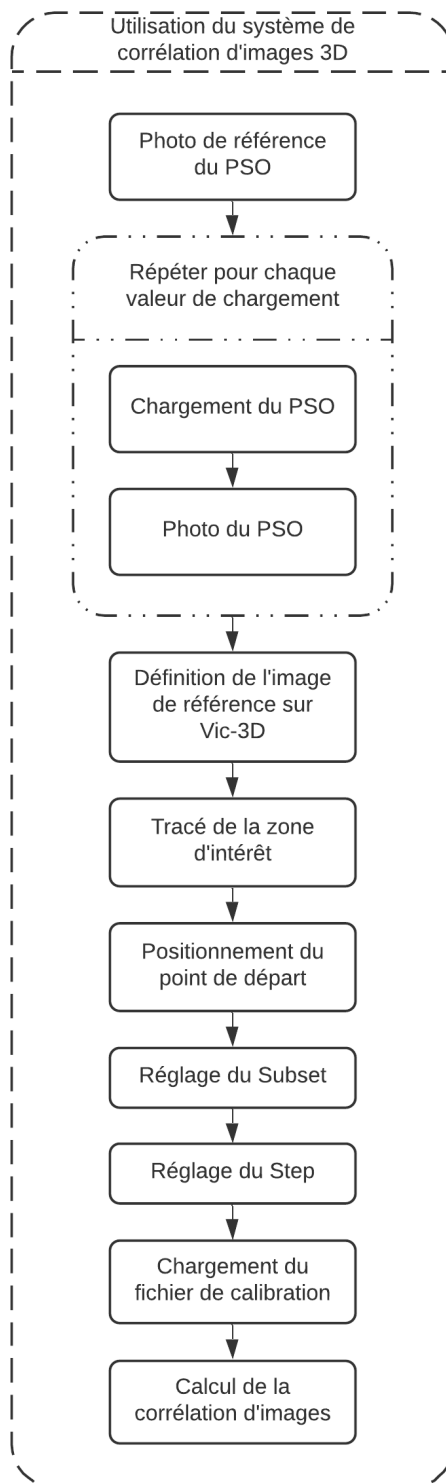 Utilisation du système de
corrélation d'images 3D
Photo de référence
du PSO
Répéter pour chaque
valeur de chargement
Chargement du PSO
Photo du PSO
Définition de l'image
de référence sur
Vic-3D
Tracé de la zone
d'intérêt
Positionnement du
point de départ
Réglage du Subset
Réglage du Step
Chargement du
fichier de calibration
Calcul de la
corrélation d'images